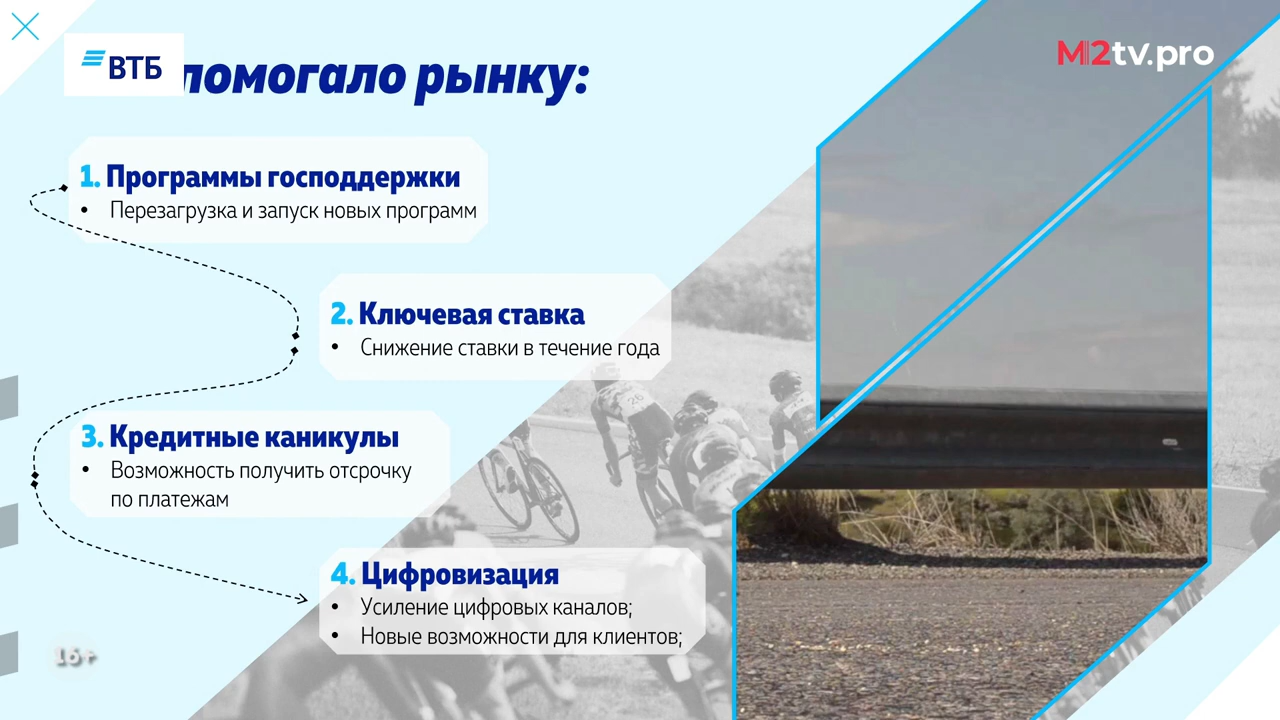 ВТБ
помогало рынку:
M2tv.pro
1. Программы господдержки
• Перезагрузка и запуск новых программ
2. Ключевая ставка
• Снижение ставки в течение года
26
3. Кредитные каникулы
• Возможность получить отсрочку
по платежам
4. Цифровизация
• Усиление цифровых каналов;
• Новые возможности для клиентов;
16+